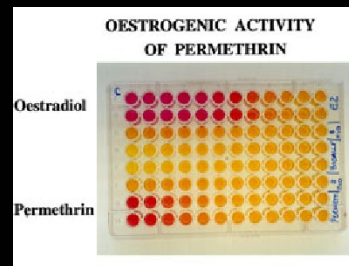 OESTROGENIC ACTIVITY
OF PERMETHRIN
Oestradiol
Permethrin